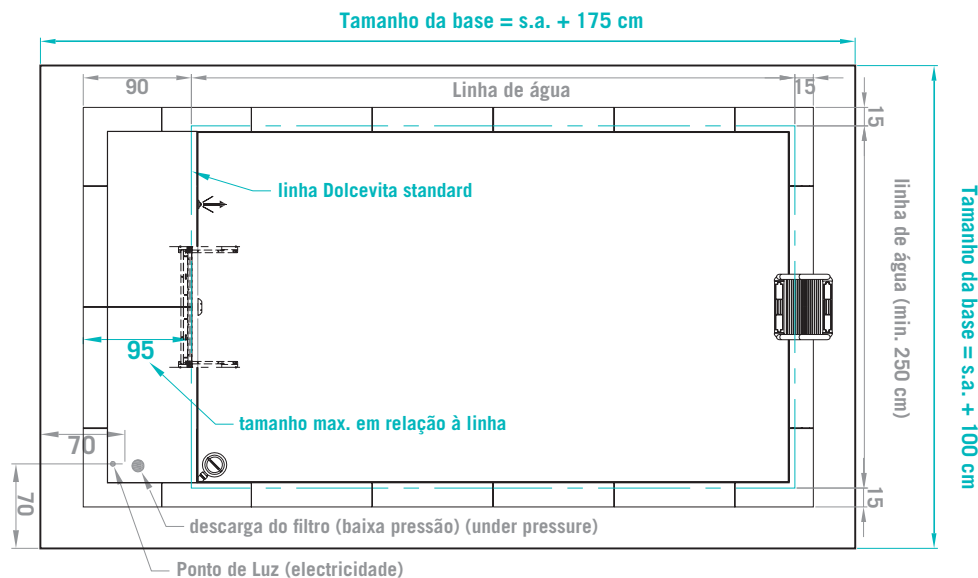 Tamanho da base = s.a. + 175 cm
90
Linha de água
15
15
linha Dolcevita standard
linha de água (min. 250 cm)
Tamanho da base = s.a. + 100 cm
95
tamanho max. em relação à linha
70
70
15
descarga do filtro (baixa pressão) (under pressure)
Ponto de Luz (electricidade)